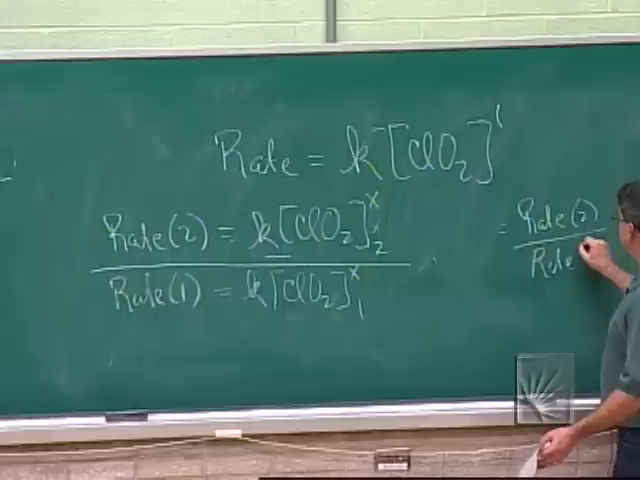 Rate = k[ClO₂]¹
Rate(2) = k[ClO₂]ˣ₂
Rate(1) = k[ClO₂]ˣ₁
= Rate(2)
Rate